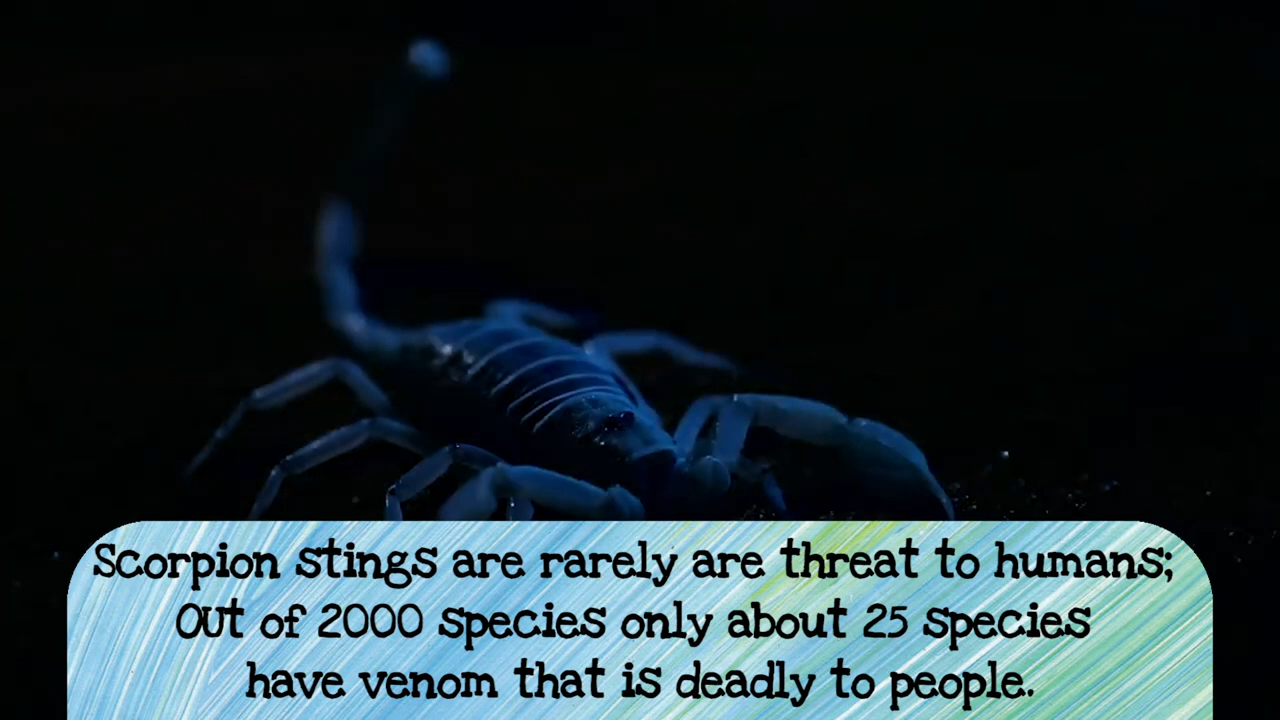 Scorpion stings are rarely are threat to humans;
Out of 2000 species only about 25 species
have venom that is deadly to people.